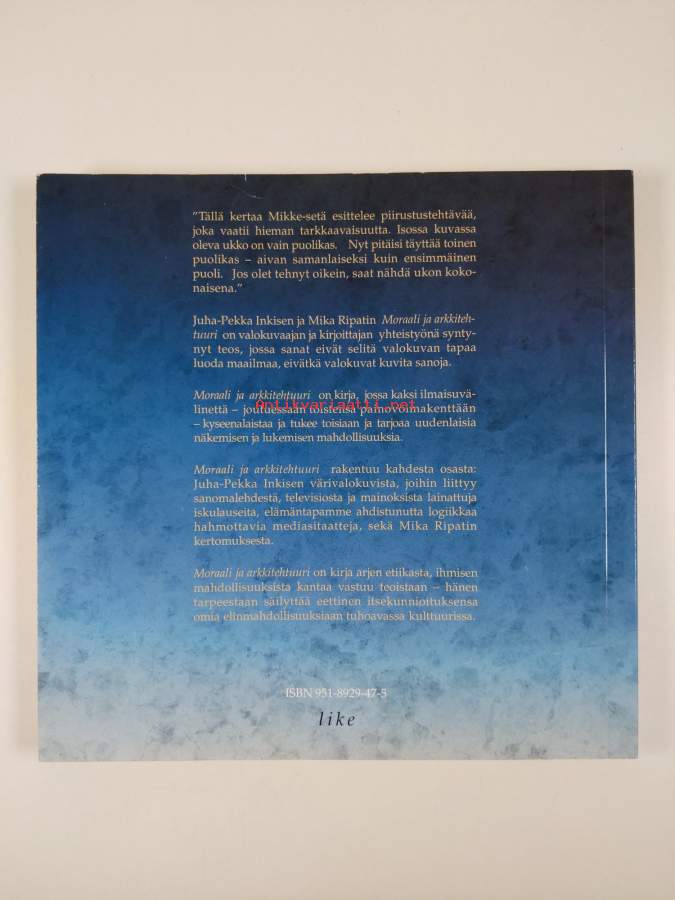 "Tällä kertaa Mikke-setä esittelee piirustustehtävää,
joka vaatii hieman tarkkaavaisuutta. Isossa kuvassa
oleva ukko on vain puolikas. Nyt pitäisi täyttää toinen
puolikas – aivan samanlaiseksi kuin ensimmäinen
puoli. Jos olet tehnyt oikein, saat nähdä ukon koko-
naisena."
Juha-Pekka Inkisen ja Mika Ripatin Moraali ja arkkiteh-
tuuri on valokuvaajan ja kirjoittajan yhteistyönä synty-
nyt teos, jossa sanat eivät selitä valokuvan tapaa
luoda maailmaa, eivätkä valokuvat kuvita sanoja.
Moraali ja arkkitehtuuri on kirja, jossa kaksi ilmaisuvä-
linettä – joutuessaan toistensa painovoimakenttään
Antikvariaatti.net
– kyseenalaistaa ja tukee toisiaan ja tarjoaa uudenlaisia
näkemisen ja lukemisen mahdollisuuksia.
Moraali ja arkkitehtuuri rakentuu kahdesta osasta:
Juha-Pekka Inkisen värivalokuvista, joihin liittyy
sanomalehdestä, televisiosta ja mainoksista lainattuja
iskulauseita, elämäntapamme ahdistunutta logiikkaa
hahmottavia mediasitaatteja, sekä Mika Ripatin
kertomuksesta.
Moraali ja arkkitehtuuri on kirja arjen etiikasta, ihmisen
mahdollisuuksista kantaa vastuu teoistaan – hänen
tarpeestaan säilyttää eettinen itsekunnioituksensa
omia elinmahdollisuuksiaan tuhoavassa kulttuurissa.
ISBN 951-8929-47-5
like